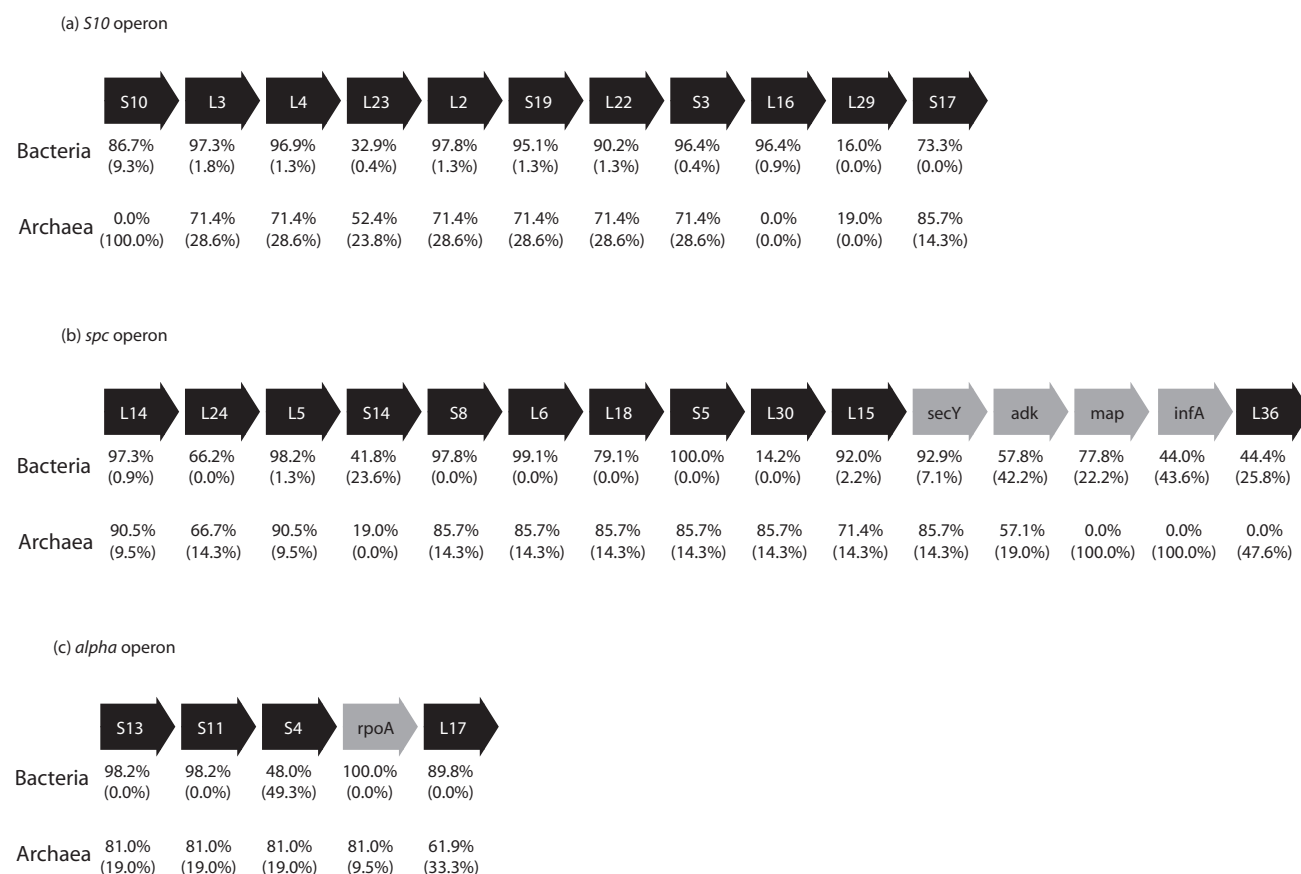 (a) S10 operon
S10 L3 L4 L23 L2 S19 L22 S3 L16 L29 S17
Bacteria 86.7% 97.3% 96.9% 32.9% 97.8% 95.1% 90.2% 96.4% 96.4% 16.0% 73.3%
(9.3%) (1.8%) (1.3%) (0.4%) (1.3%) (1.3%) (1.3%) (0.4%) (0.9%) (0.0%) (0.0%)
Archaea 0.0% 71.4% 71.4% 52.4% 71.4% 71.4% 71.4% 71.4% 0.0% 19.0% 85.7%
(100.0%) (28.6%) (28.6%) (23.8%) (28.6%) (28.6%) (28.6%) (28.6%) (0.0%) (0.0%) (14.3%)
(b) spc operon
L14 L24 L5 S14 S8 L6 L18 S5 L30 L15 secY adk map infA L36
Bacteria 97.3% 66.2% 98.2% 41.8% 97.8% 99.1% 79.1% 100.0% 14.2% 92.0% 92.9% 57.8% 77.8% 44.0% 44.4%
(0.9%) (0.0%) (1.3%) (23.6%) (0.0%) (0.0%) (0.0%) (0.0%) (0.0%) (2.2%) (7.1%) (42.2%) (22.2%) (43.6%) (25.8%)
Archaea 90.5% 66.7% 90.5% 19.0% 85.7% 85.7% 85.7% 85.7% 85.7% 71.4% 85.7% 57.1% 0.0% 0.0% 0.0%
(9.5%) (14.3%) (9.5%) (0.0%) (14.3%) (14.3%) (14.3%) (14.3%) (14.3%) (14.3%) (14.3%) (19.0%) (100.0%) (100.0%) (47.6%)
(c) alpha operon
S13 S11 S4 rpoA L17
Bacteria 98.2% 98.2% 48.0% 100.0% 89.8%
(0.0%) (0.0%) (49.3%) (0.0%) (0.0%)
Archaea 81.0% 81.0% 81.0% 81.0% 61.9%
(19.0%) (19.0%) (19.0%) (9.5%) (33.3%)